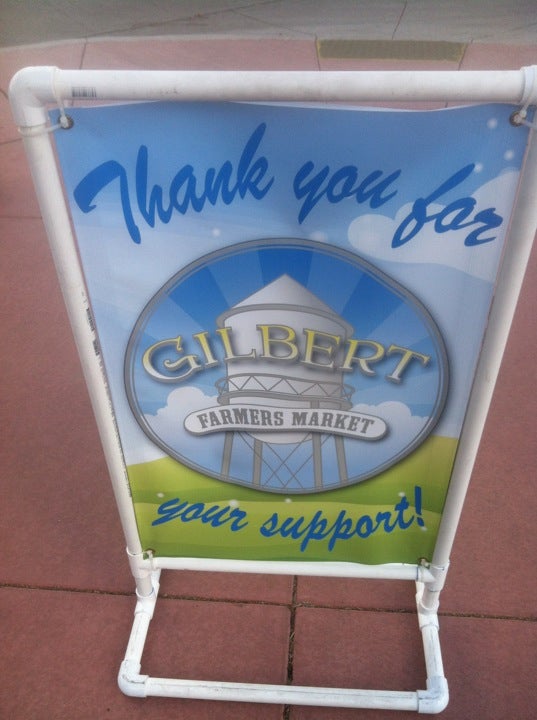 Thank you for
GILBERT
FARMERS MARKET
your support!